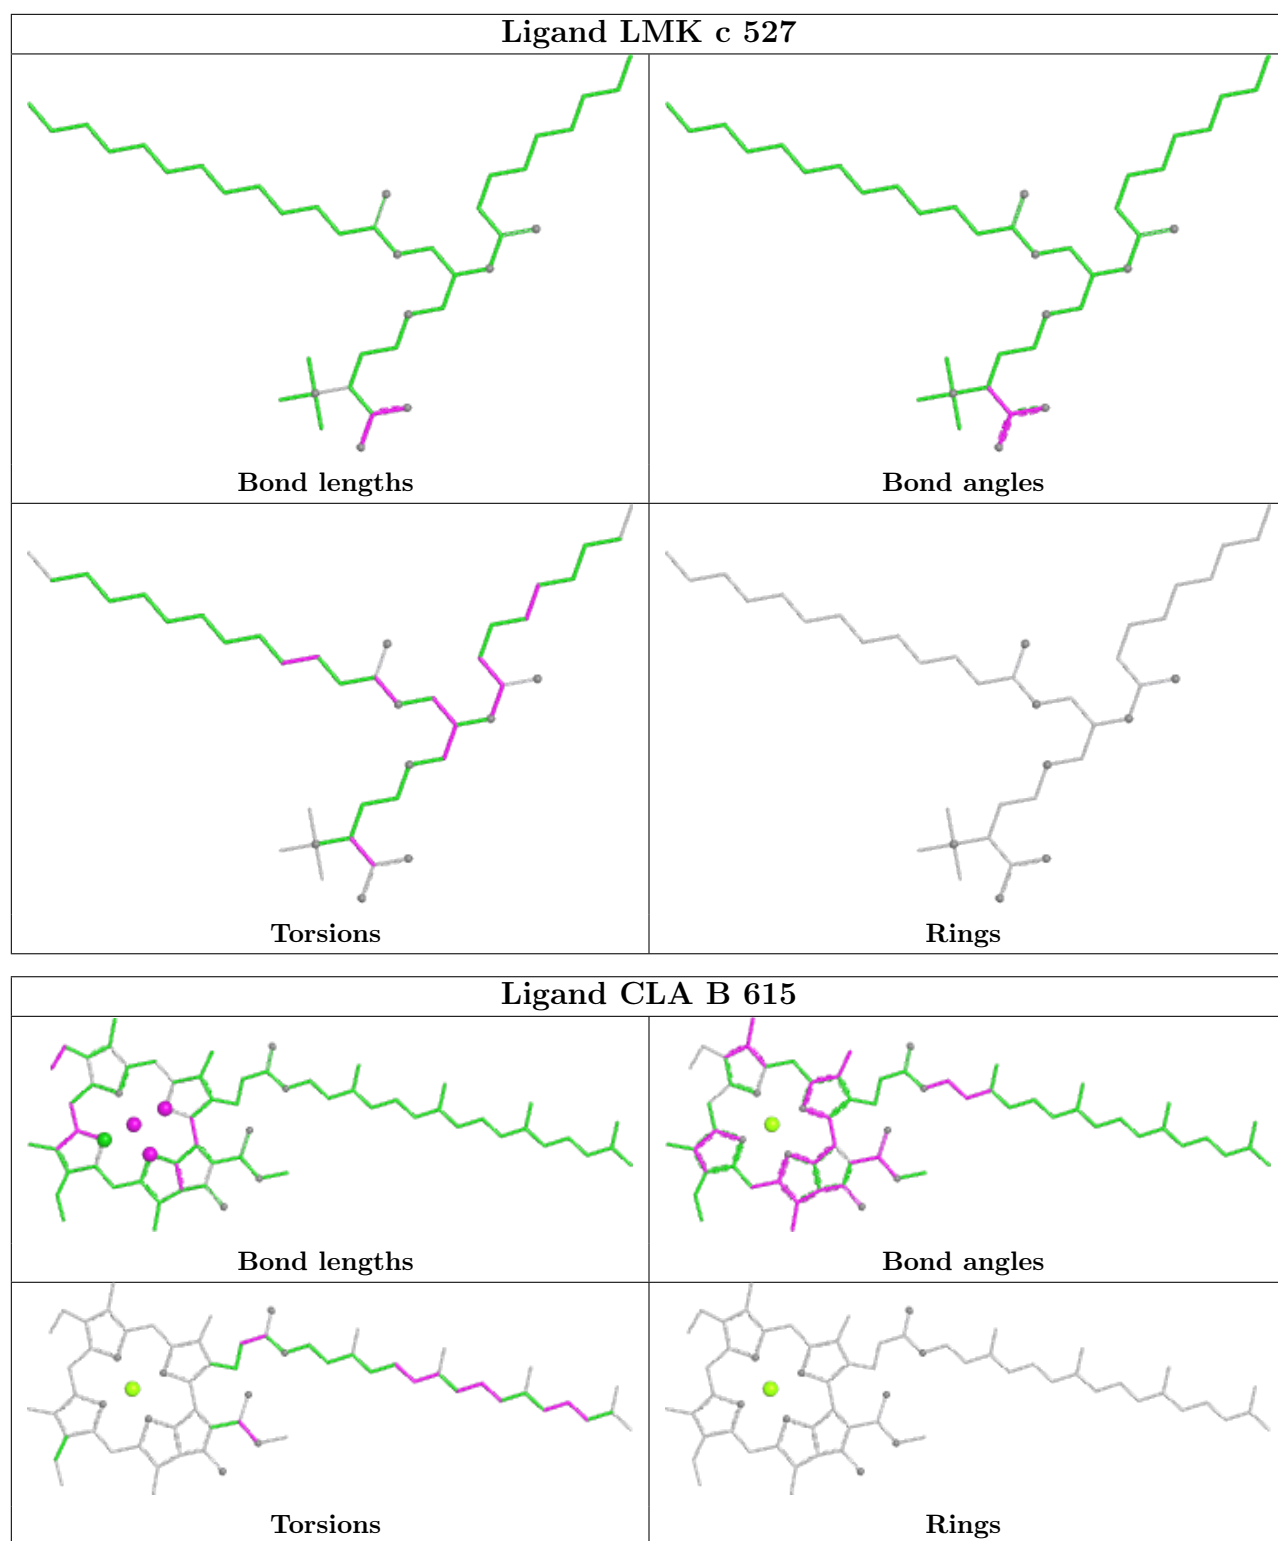 Ligand LMK c 527
Bond lengths
Bond angles
Torsions
Rings
Ligand CLA B 615
Bond lengths
Bond angles
Torsions
Rings